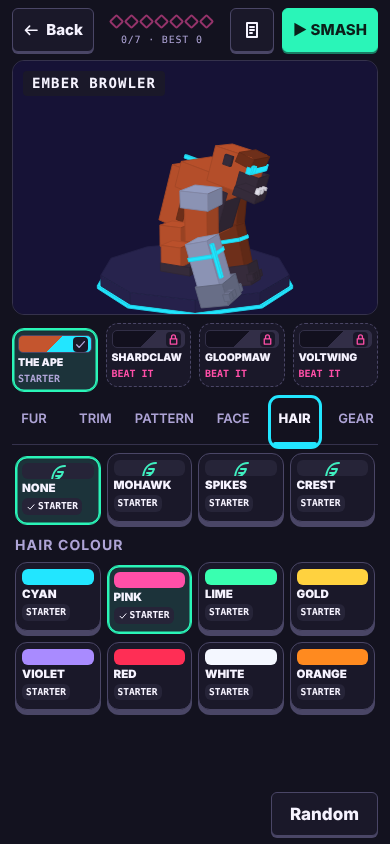 ← Back
0/7 · BEST 0
▶ SMASH
EMBER BROWLER
THE APE
STARTER
SHARDCLAW
BEAT IT
GLOOPMAW
BEAT IT
VOLTWING
BEAT IT
FUR TRIM PATTERN FACE HAIR GEAR
NONE
✓ STARTER
MOHAWK
STARTER
SPIKES
STARTER
CREST
STARTER
HAIR COLOUR
CYAN
STARTER
PINK
✓ STARTER
LIME
STARTER
GOLD
STARTER
VIOLET
STARTER
RED
STARTER
WHITE
STARTER
ORANGE
STARTER
Random